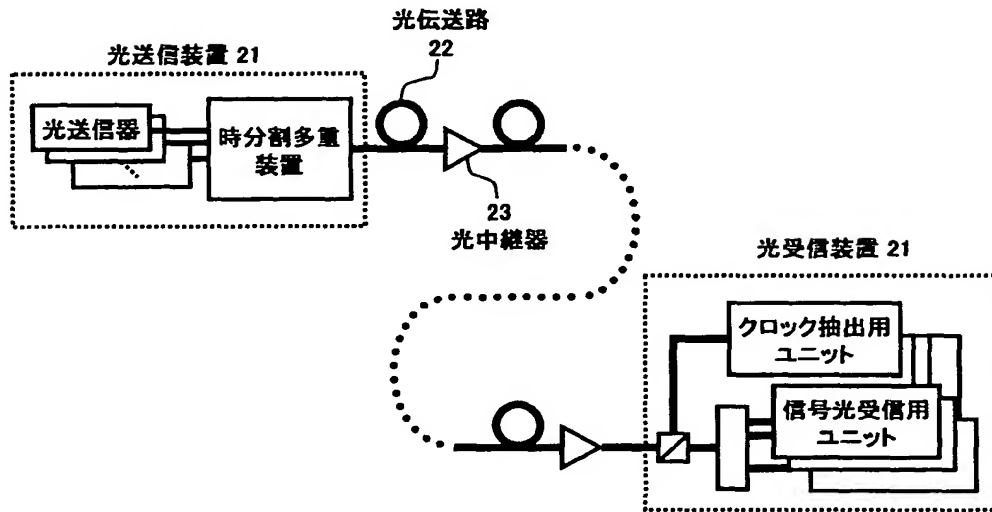 光伝送路
22
光送信装置 21
光送信器
時分割多重
装置
23
光中継器
光受信装置 21
クロック抽出用
ユニット
信号光受信用
ユニット